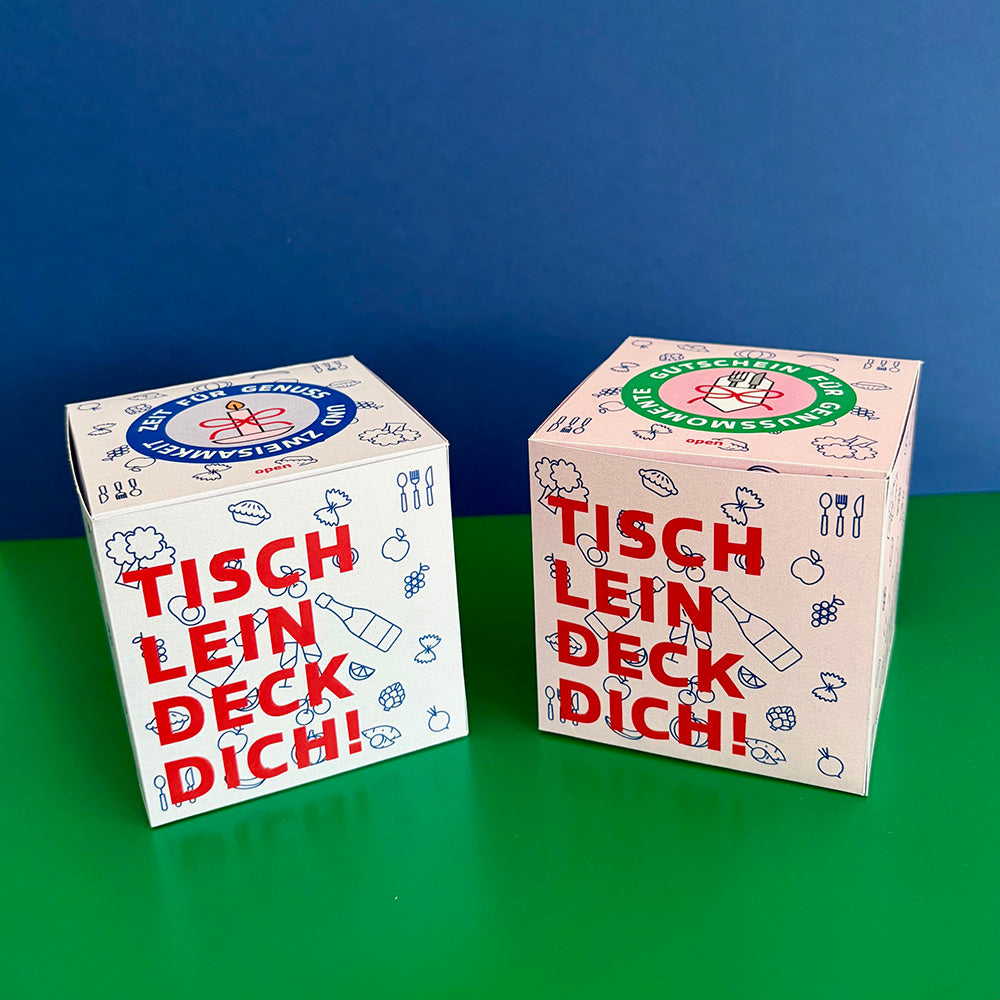 ZEIT FÜR GENUSS UND ZWEISAMKEIT
open
TISCH
LEIN
DECK
DICH!
GUTSCHEIN FÜR GENUSSMOMENTE
open
TISCH
LEIN
DECK
DICH!